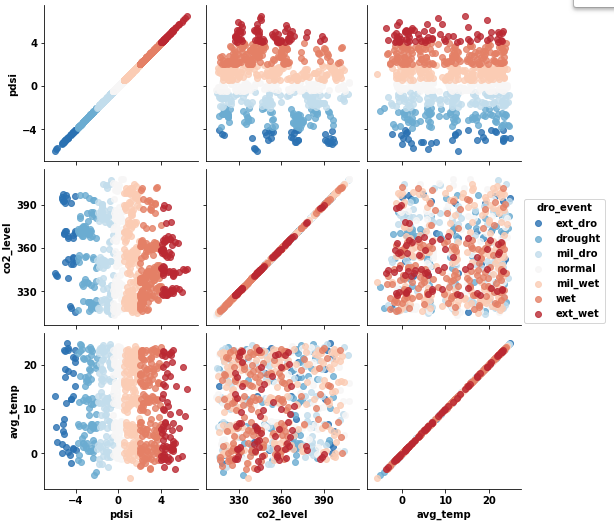 4
0
−4
pdsi
390
360
330
co2_level
dro_event
ext_dro
drought
mil_dro
normal
mil_wet
wet
ext_wet
20
10
0
avg_temp
−4 0 4 330 360 390 0 10 20
pdsi co2_level avg_temp